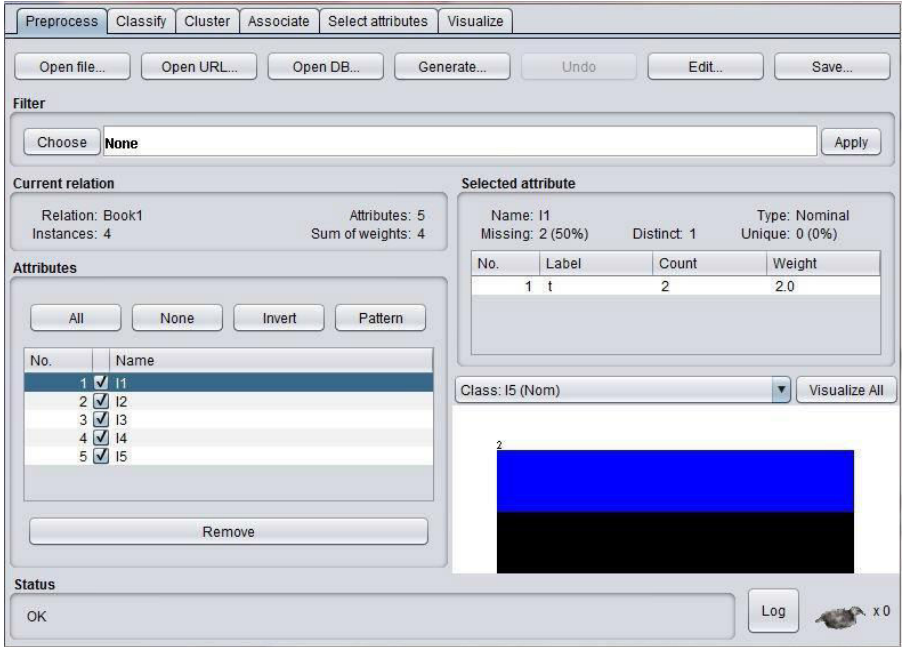 Preprocess Classify Cluster Associate Select attributes Visualize
Open file... Open URL... Open DB... Generate... Undo Edit... Save...
Filter
Choose None Apply
Current relation
Relation: Book1 Attributes: 5
Instances: 4 Sum of weights: 4
Attributes
All None Invert Pattern
No. Name
1 I1
2 I2
3 I3
4 I4
5 I5
Remove
Selected attribute
Name: I1 Type: Nominal
Missing: 2 (50%) Distinct: 1 Unique: 0 (0%)
No. Label Count Weight
1 t 2 2.0
Class: I5 (Nom) Visualize All
2
Status
OK Log x 0